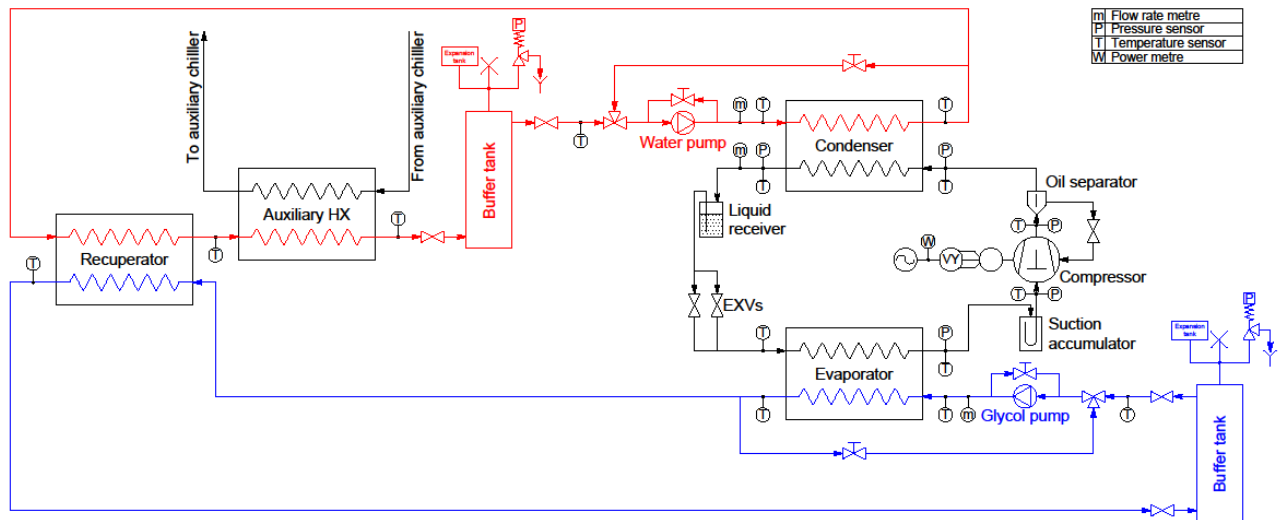 m Flow rate metre
P Pressure sensor
T Temperature sensor
W Power metre
To auxiliary chilller
From auxiliary chiller
Expansion
tank
P
Buffer tank
T
Water pump
m
T
Condenser
T
m
P
T
P
T
Oil separator
Auxiliary HX
T
T
Recuperator
T
Liquid
receiver
T
P
W
VY
Compressor
T
P
EXVs
T
P
T
Suction
accumulator
Evaporator
T
T
m
Glycol pump
T
Expansion
tank
P
Buffer tank